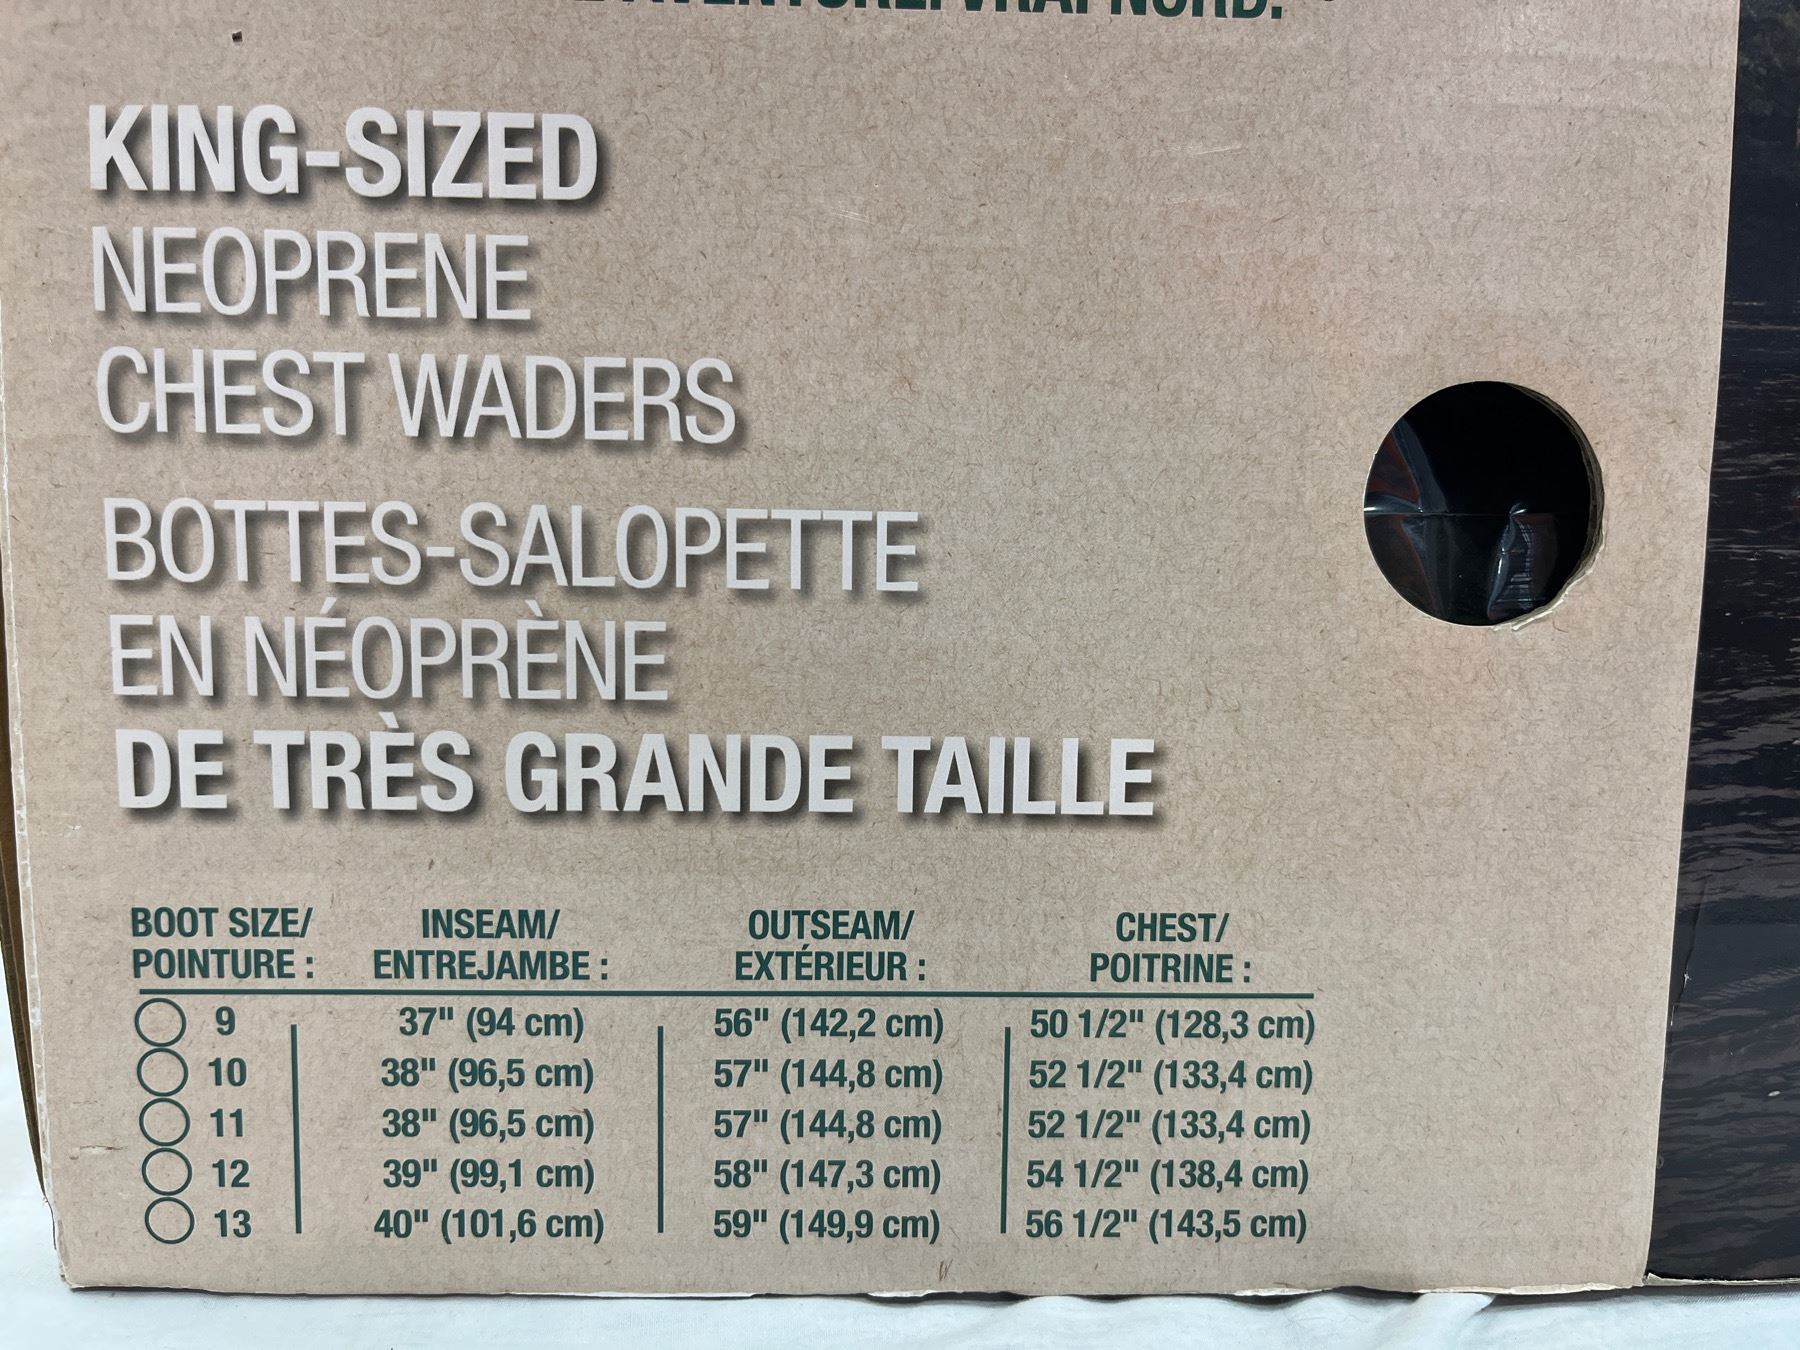 NORD.
KING-SIZED
NEOPRENE
CHEST WADERS
BOTTES-SALOPETTE
EN NÉOPRÈNE
DE TRÈS GRANDE TAILLE
BOOT SIZE/ POINTURE : INSEAM/ ENTREJAMBE : OUTSEAM/ EXTÉRIEUR : CHEST/ POITRINE :
9 37" (94 cm) 56" (142,2 cm) 50 1/2" (128,3 cm)
10 38" (96,5 cm) 57" (144,8 cm) 52 1/2" (133,4 cm)
11 38" (96,5 cm) 57" (144,8 cm) 52 1/2" (133,4 cm)
12 39" (99,1 cm) 58" (147,3 cm) 54 1/2" (138,4 cm)
13 40" (101,6 cm) 59" (149,9 cm) 56 1/2" (143,5 cm)